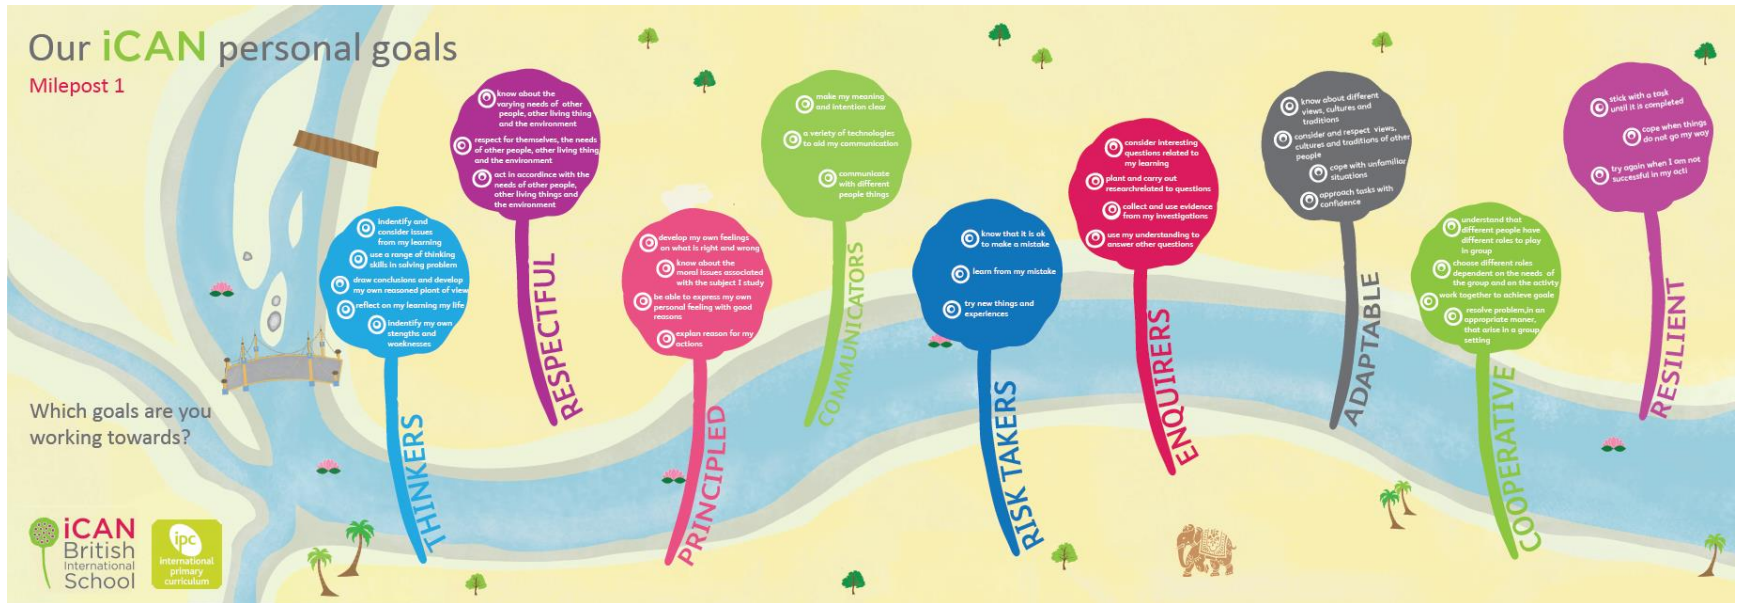 Our iCAN personal goals
Milepost 1
know about the
varying needs of other
people, other living thing
and the environment
respect for themselves, the needs
of other people, other living thing
and the environment
act in accordance with the
needs of other people,
other living things and
the environment
RESPECTFUL
make my meaning
and intention clear
a variety of technologies
to aid my communication
communicate
with different
people things
COMMUNICATORS
consider interesting
questions related to
my learning
plant and carry out
researchrelated to questions
collect and use evidence
from my investigations
use my understanding to
answer other questions
ENQUIRERS
know about different
views, cultures and
traditions
consider and respect views,
cultures and traditions of other
people
cope with unfamiliar
situations
approach tasks with
confidence
ADAPTABLE
stick with a task
until it is completed
cope when things
do not go my way
try again when I am not
successful in my acti
RESILIENT
indentify and
consider issues
from my learning
use a range of thinking
skills in solving problem
draw conclusions and develop
my own reasoned piont of view
reflect on my learning my life
indentify my own
stengths and
waeknesses
THINKERS
develop my own feelings
on what is right and wrong
know about the
moral issues associated
with the subject I study
be able to express my own
personal feeling with good
reasons
explan reason for my
actions
PRINCIPLED
know that it is ok
to make a mistake
learn from my mistake
try new things and
experiences
RISK TAKERS
understand that
different people have
different roles to play
in group
choose different roles
dependent on the needs of
the group and on the activty
work together to achieve goale
resolve problem,in an
appropriate maner,
that arise in a group
setting
COOPERATIVE
Which goals are you
working towards?
iCAN
British
International
School
ipc
international
primary
curriculum